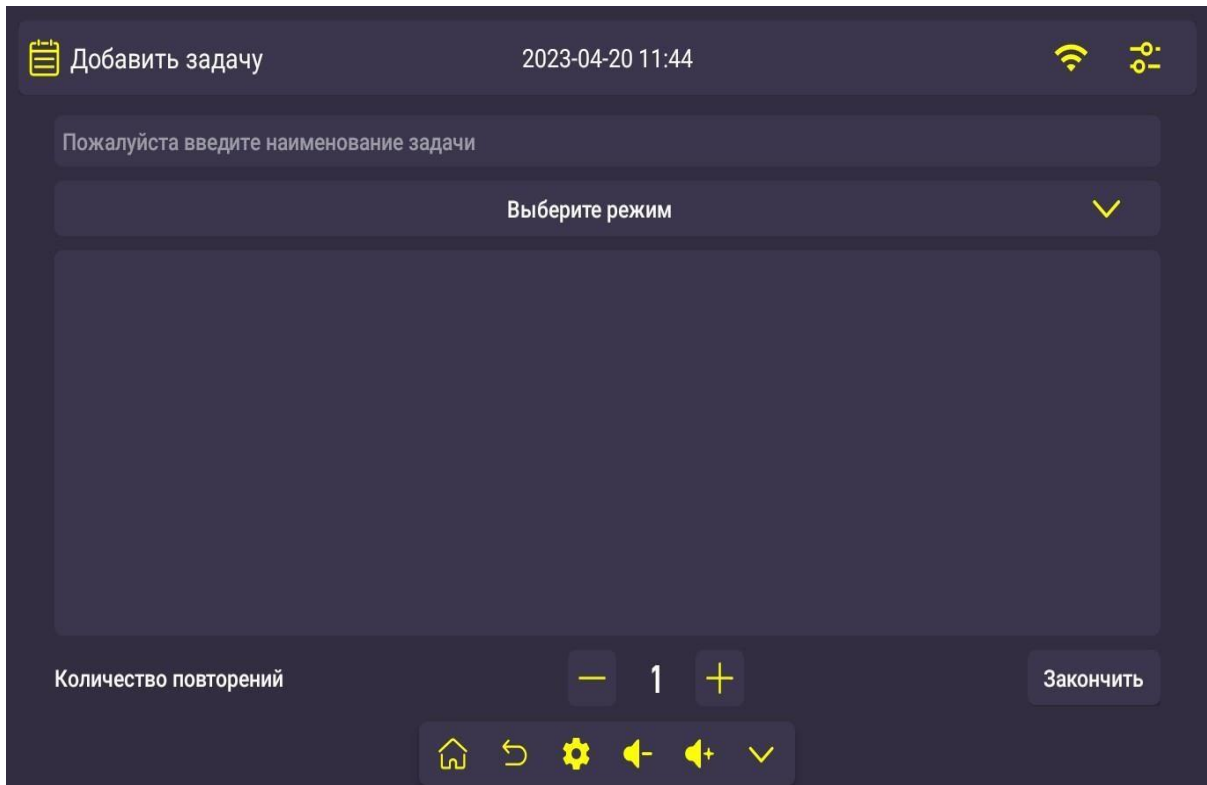 Добавить задачу
2023-04-20 11:44
Пожалуйста введите наименование задачи
Выберите режим
Количество повторений
1
Закончить